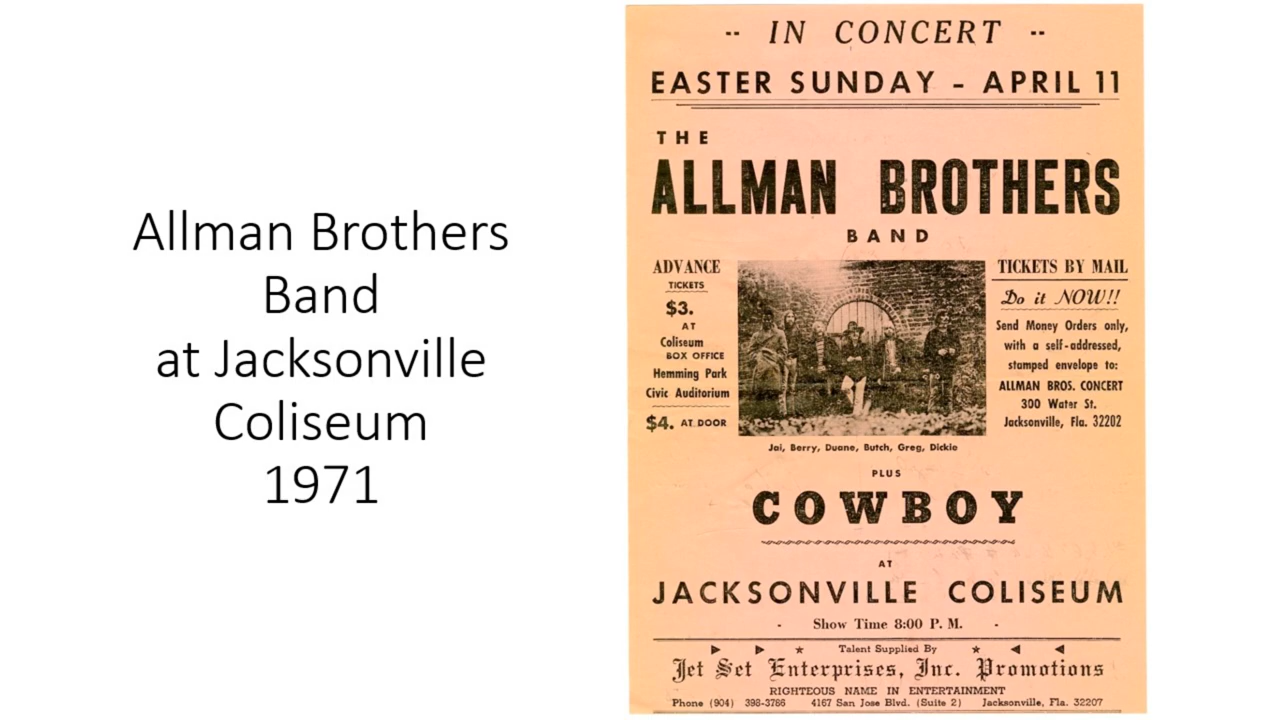 Allman Brothers
Band
at Jacksonville
Coliseum
1971
-- IN CONCERT --
EASTER SUNDAY - APRIL 11
THE
ALLMAN BROTHERS
BAND
ADVANCE
TICKETS
$3.
AT
Coliseum
BOX OFFICE
Hemming Park
Civic Auditorium
$4. AT DOOR
TICKETS BY MAIL
Do it NOW!!
Send Money Orders only,
with a self-addressed,
stamped envelope to:
ALLMAN BROS. CONCERT
300 Water St.
Jacksonville, Fla. 32202
Jai, Berry, Duane, Butch, Greg, Dickie
PLUS
COWBOY
AT
JACKSONVILLE COLISEUM
- Show Time 8:00 P. M. -
Talent Supplied By
Jet Set Enterprises, Inc. Promotions
RIGHTEOUS NAME IN ENTERTAINMENT
Phone (904) 398-3786 4167 San Jose Blvd. (Suite 2) Jacksonville, Fla. 32207